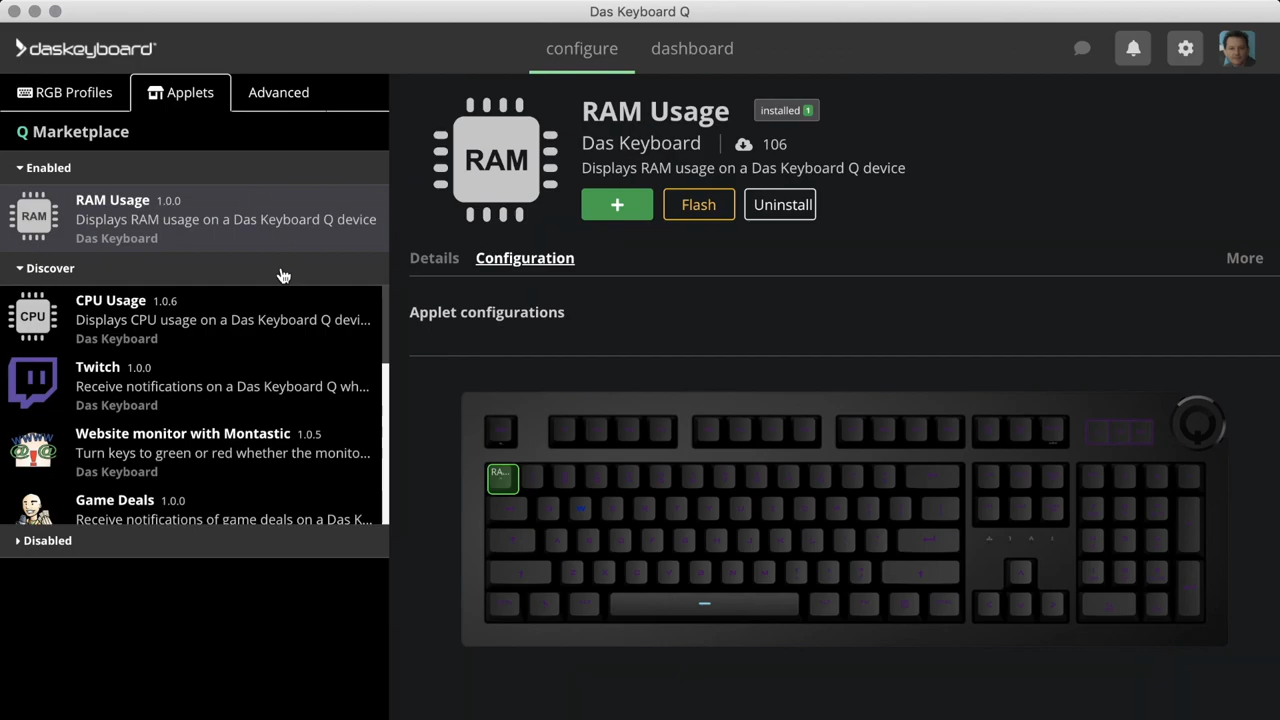 Das Keyboard Q
daskeyboard
configure
dashboard
RGB Profiles
Applets
Advanced
Q Marketplace
Enabled
RAM
RAM Usage 1.0.0
Displays RAM usage on a Das Keyboard Q device
Das Keyboard
Discover
CPU
CPU Usage 1.0.6
Displays CPU usage on a Das Keyboard Q devi...
Das Keyboard
Twitch 1.0.0
Receive notifications on a Das Keyboard Q wh...
Das Keyboard
Website monitor with Montastic 1.0.5
Turn keys to green or red whether the monito...
Das Keyboard
Game Deals 1.0.0
Receive notifications of game deals on a Das K...
Disabled
RAM
RAM Usage
installed 1
Das Keyboard
106
Displays RAM usage on a Das Keyboard Q device
+
Flash
Uninstall
Details
Configuration
More
Applet configurations
RA...